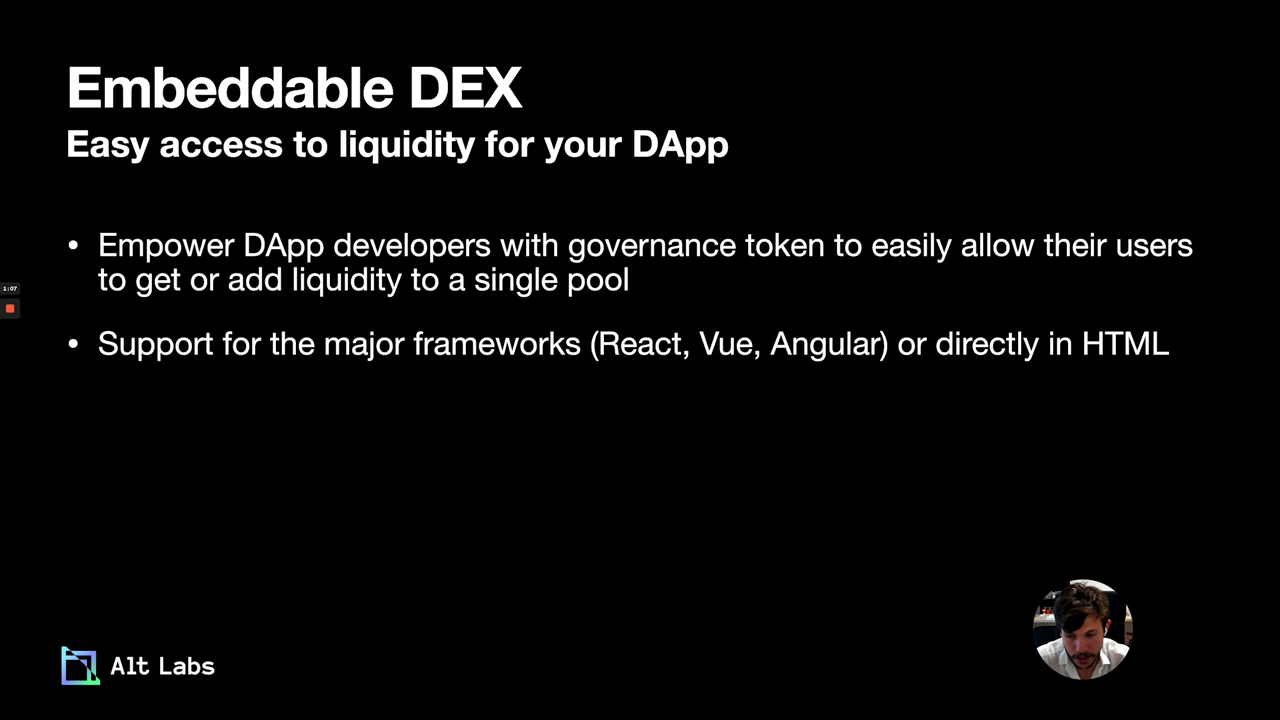 Embeddable DEX
Easy access to liquidity for your DApp
• Empower DApp developers with governance token to easily allow their users
to get or add liquidity to a single pool
• Support for the major frameworks (React, Vue, Angular) or directly in HTML
1:07
Alt Labs